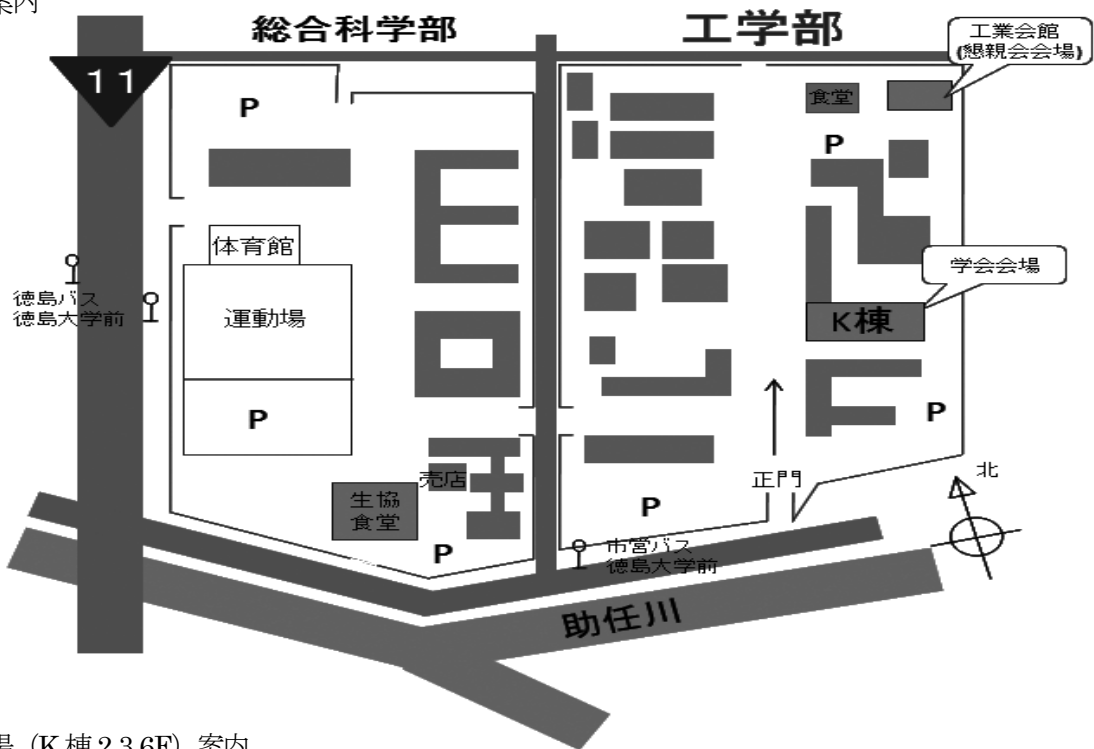 案内
総合科学部
工学部
工業会館
(懇親会会場)
11
P
食堂
P
体育館
学会会場
徳島バス
徳島大学前
運動場
K棟
P
P
売店
正門
北
生協
食堂
P
P
市営バス
徳島大学前
助任川
場（K棟2,3,6F）案内